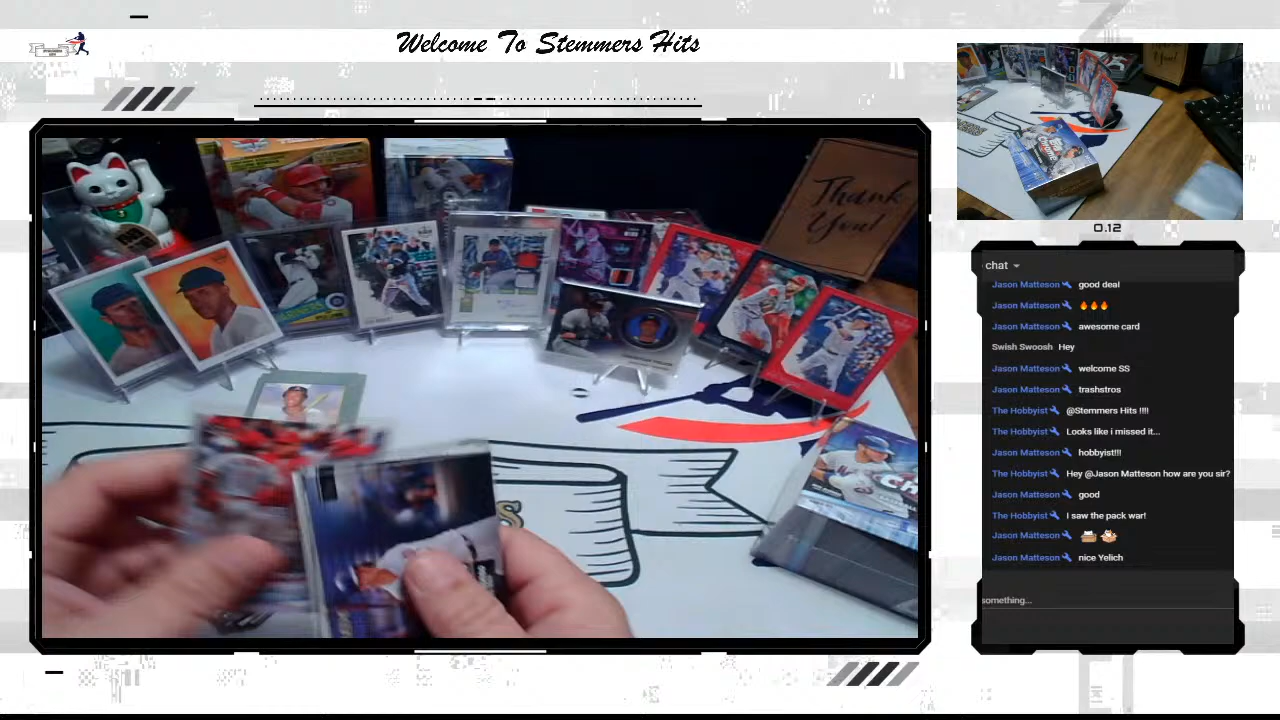 Welcome To Stemmers Hits
Thank
You!
0.12
chat
Jason Matteson good deal
Jason Matteson
Jason Matteson awesome card
Swish Swoosh Hey
Jason Matteson welcome SS
Jason Matteson trashstros
The Hobbyist @Stemmers Hits !!!!
The Hobbyist Looks like i missed it...
Jason Matteson hobbyist!!!
The Hobbyist Hey @Jason Matteson how are you sir?
Jason Matteson good
The Hobbyist I saw the pack war!
Jason Matteson
Jason Matteson nice Yelich
something...